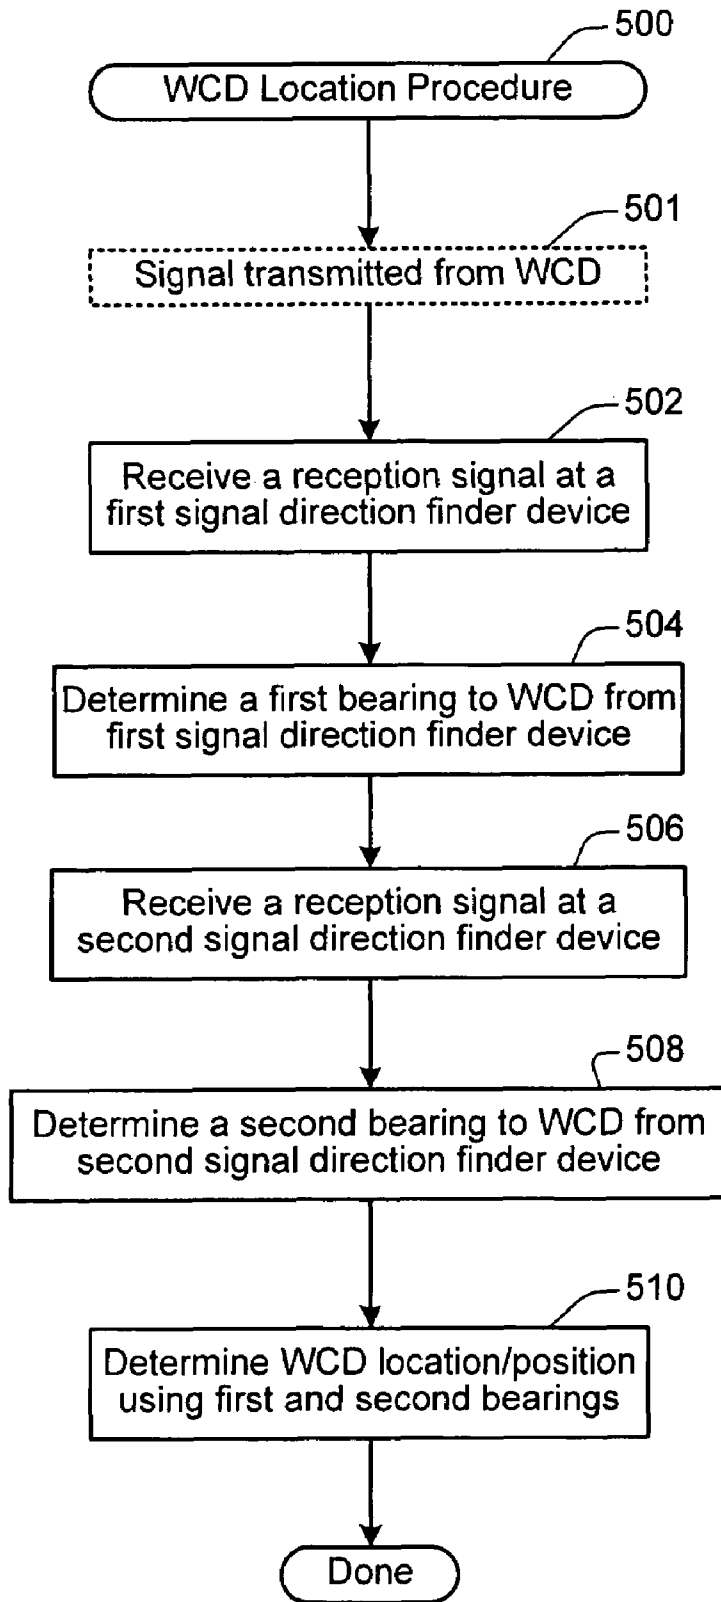 500
WCD Location Procedure
501
Signal transmitted from WCD
502
Receive a reception signal at a
first signal direction finder device
504
Determine a first bearing to WCD from
first signal direction finder device
506
Receive a reception signal at a
second signal direction finder device
508
Determine a second bearing to WCD from
second signal direction finder device
510
Determine WCD location/position
using first and second bearings
Done